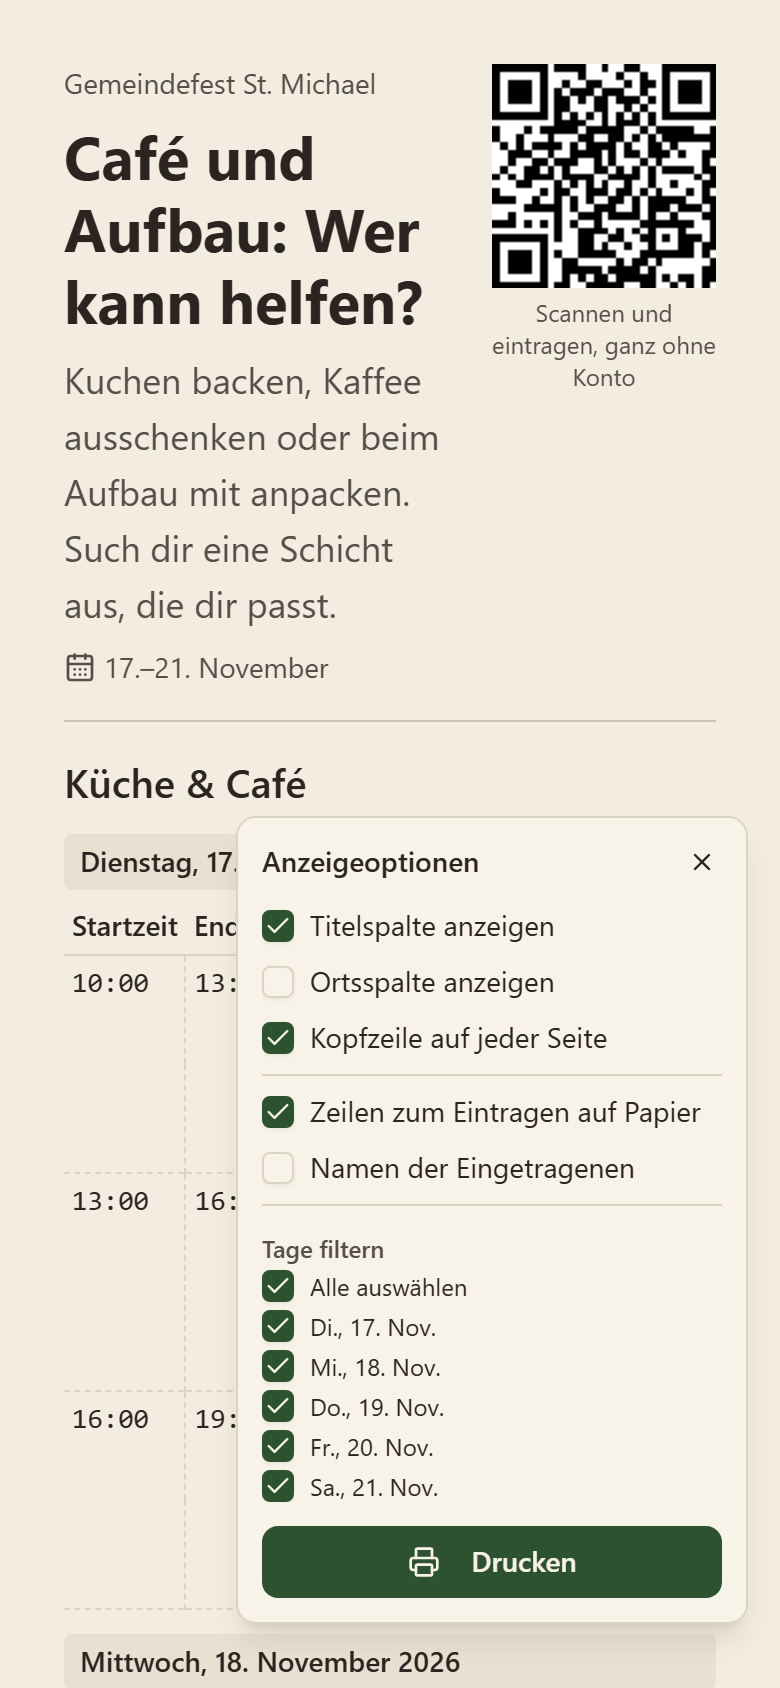 Gemeindefest St. Michael
Café und
Aufbau: Wer
kann helfen?
Kuchen backen, Kaffee
ausschenken oder beim
Aufbau mit anpacken.
Such dir eine Schicht
aus, die dir passt.
17.–21. November
Scannen und
eintragen, ganz ohne
Konto
Küche & Café
Dienstag, 17.
Startzeit
10:00
13:00
16:00
Anzeigeoptionen
Titelspalte anzeigen
Ortsspalte anzeigen
Kopfzeile auf jeder Seite
Zeilen zum Eintragen auf Papier
Namen der Eingetragenen
Tage filtern
Alle auswählen
Di., 17. Nov.
Mi., 18. Nov.
Do., 19. Nov.
Fr., 20. Nov.
Sa., 21. Nov.
Drucken
Mittwoch, 18. November 2026